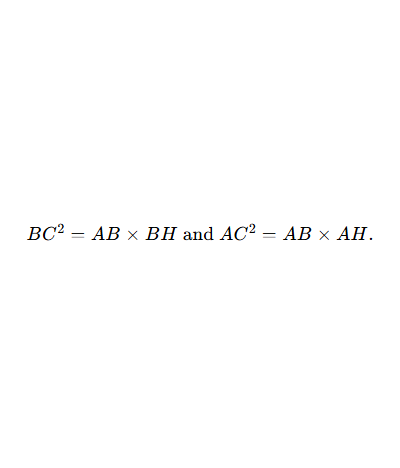 BC² = AB × BH and AC² = AB × AH.